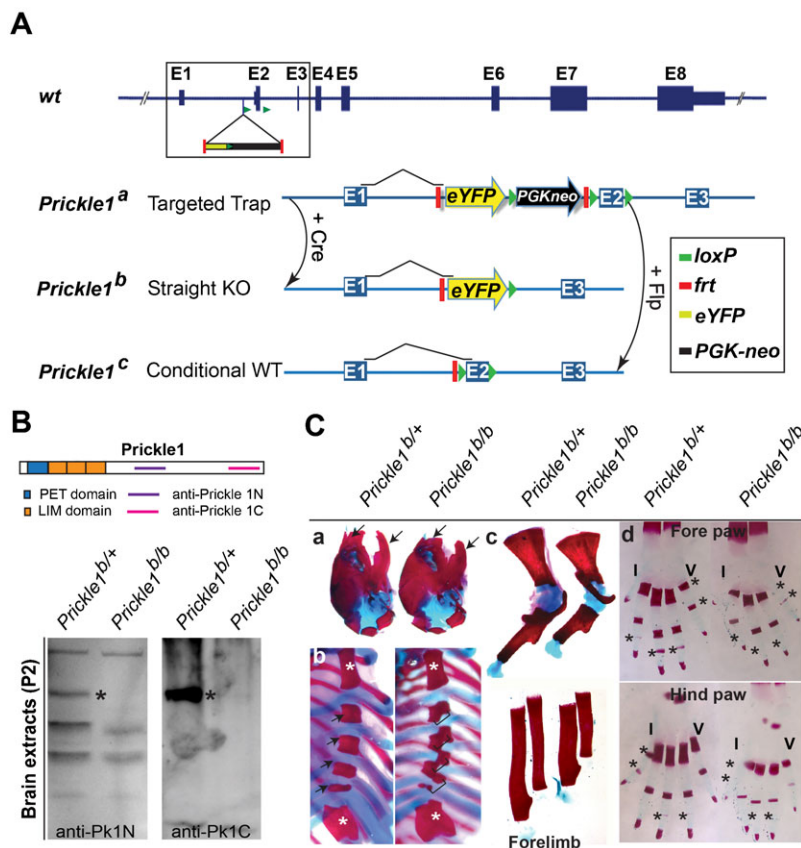 A
wt
E1 E2 E3 E4 E5 E6 E7 E8
Prickle1a Targeted Trap E1 eYFP PGKneo E2 E3
+ Cre
+ Flp
Prickle1b Straight KO E1 eYFP E3
Prickle1c Conditional WT E1 E2 E3
loxP
frt
eYFP
PGK-neo
B
Prickle1
PET domain anti-Prickle 1N
LIM domain anti-Prickle 1C
Prickle1b/+ Prickle1b/b Prickle1b/+ Prickle1b/b
Brain extracts (P2)
*
*
anti-Pk1N anti-Pk1C
C
Prickle1b/+ Prickle1b/b Prickle1b/+ Prickle1b/b Prickle1b/+ Prickle1b/b
a
b
* *
* *
c
Forelimb
d
Fore paw
I V V
Hind paw
I V I V